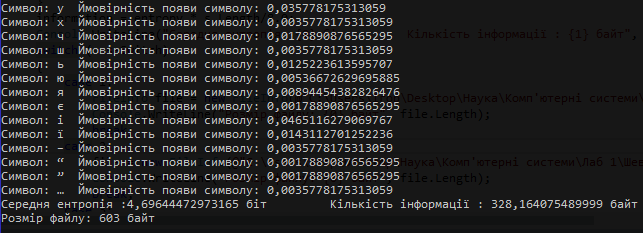 Символ: у  Ймовірність появи символу: 0,035778175313059
Символ: х  Ймовірність появи символу: 0,0035778175313059
Символ: ч  Ймовірність появи символу: 0,0178890876565295
Символ: ш  Ймовірність появи символу: 0,0035778175313059
Символ: ь  Ймовірність появи символу: 0,0125223613595707
Символ: ю  Ймовірність появи символу: 0,00536672629695885
Символ: я  Ймовірність появи символу: 0,00894454382826476
Символ: є  Ймовірність появи символу: 0,00178890876565295
Символ: і  Ймовірність появи символу: 0,0465116279069767
Символ: ї  Ймовірність появи символу: 0,0143112701252236
Символ: –  Ймовірність появи символу: 0,0035778175313059
Символ: “  Ймовірність появи символу: 0,00178890876565295
Символ: ”  Ймовірність появи символу: 0,00178890876565295
Символ: …  Ймовірність появи символу: 0,0035778175313059
Середня ентропія :4,69644472973165 біт        Кількість інформації : 328,164075489999 байт
Розмір файлу: 603 байт
Кількість інформації : {1} байт",
\Desktop\Наука\Комп'ютерні системи\
file.Length);
Наука\Комп'ютерні системи\Лаб 1\Шев
file.Length);